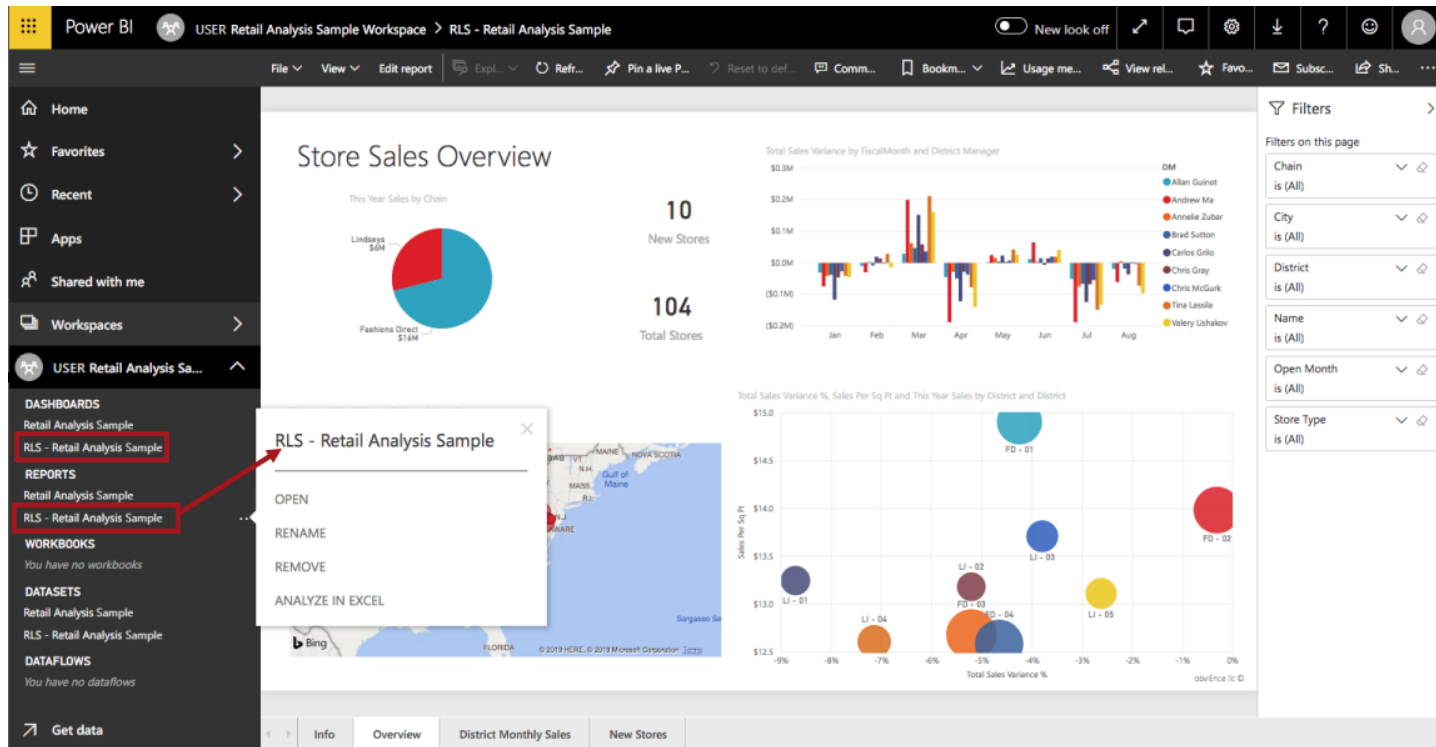 Power BI
USER Retail Analysis Sample Workspace > RLS - Retail Analysis Sample
New look off
?
File
View
Edit report
Expl...
Refr...
Pin a live P...
Reset to def...
Comm...
Bookm...
Usage me...
View rel...
Favo...
Subsc...
Sh...
...
Home
Favorites
Recent
Apps
Shared with me
Workspaces
USER Retail Analysis Sa...
DASHBOARDS
Retail Analysis Sample
RLS - Retail Analysis Sample
REPORTS
Retail Analysis Sample
RLS - Retail Analysis Sample
WORKBOOKS
You have no workbooks
DATASETS
Retail Analysis Sample
RLS - Retail Analysis Sample
DATAFLOWS
You have no dataflows
Get data
Store Sales Overview
This Year Sales by Chain
Lindseys
$6M
Fashions Direct
$16M
10
New Stores
104
Total Stores
Total Sales Variance by FiscalMonth and District Manager
$0.3M
$0.2M
$0.1M
$0.0M
($0.1M)
($0.2M)
Jan Feb Mar Apr May Jun Jul Aug
DM
Allan Guinot
Andrew Ma
Annelie Zubar
Brad Sutton
Carlos Grilo
Chris Gray
Chris McGurk
Tina Lassila
Valery Ushakov
RLS - Retail Analysis Sample
OPEN
RENAME
REMOVE
ANALYZE IN EXCEL
VT.
MAINE
NOVA SCOTIA
N.H.
Gulf of
Maine
MASS.
R.I.
N.J.
AWARE
Sargasso Se
FLORIDA
Bing
© 2019 HERE, © 2019 Microsoft Corporation Terms
Total Sales Variance %, Sales Per Sq Ft and This Year Sales by District and District
Sales Per Sq Ft
$15.0
$14.5
$14.0
$13.5
$13.0
$12.5
FD - 01
FD - 02
LI - 03
LI - 02
LI - 01
FD - 03
FD - 04
LI - 05
LI - 04
-9% -8% -7% -6% -5% -4% -3% -2% -1% 0%
Total Sales Variance %
obviEnce llc ©
Filters
Filters on this page
Chain
is (All)
City
is (All)
District
is (All)
Name
is (All)
Open Month
is (All)
Store Type
is (All)
Info
Overview
District Monthly Sales
New Stores